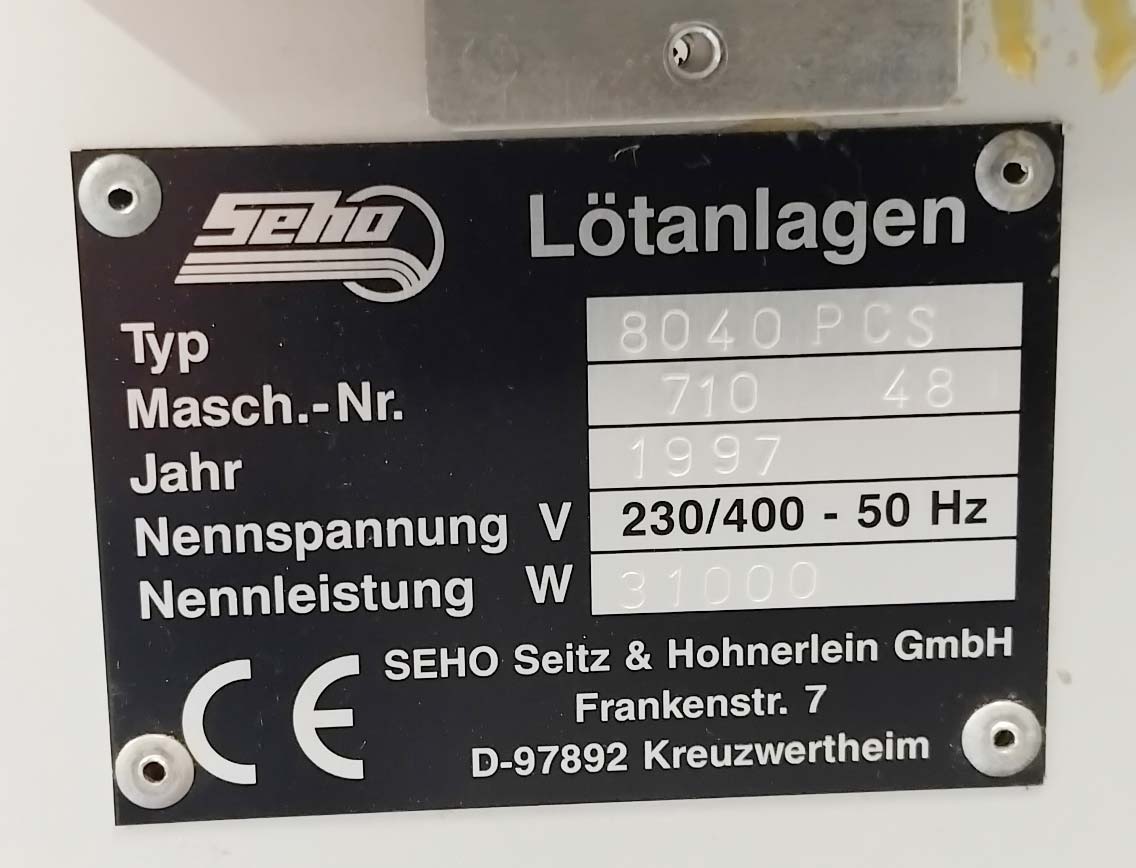 Seho Lötanlagen
Typ 8040 PCS
Masch.-Nr. 710 48
Jahr 1997
Nennspannung V 230/400 - 50 Hz
Nennleistung W 31000
CE SEHO Seitz & Hohnerlein GmbH
Frankenstr. 7
D-97892 Kreuzwertheim